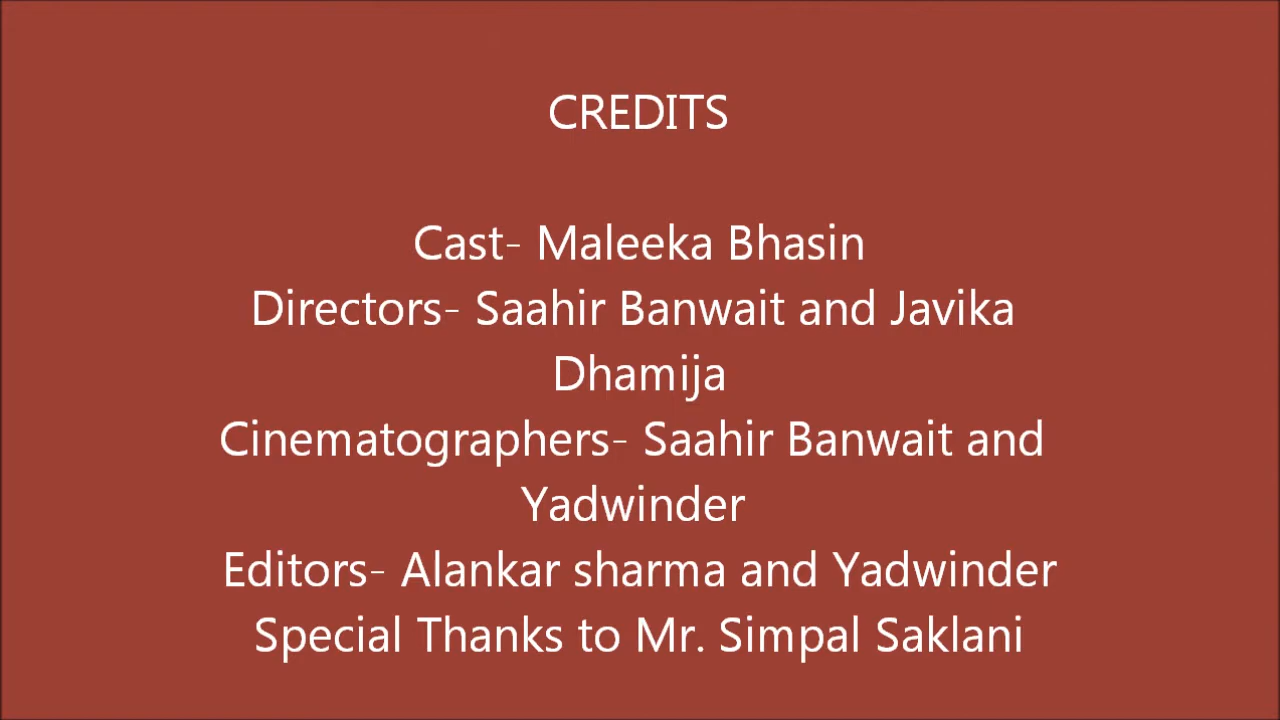 CREDITS
Cast- Maleeka Bhasin
Directors- Saahir Banwait and Javika
Dhamija
Cinematographers- Saahir Banwait and
Yadwinder
Editors- Alankar sharma and Yadwinder
Special Thanks to Mr. Simpal Saklani